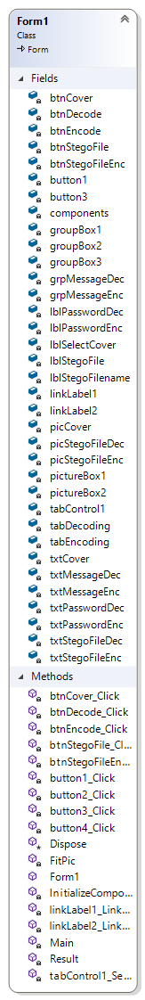 Form1
Class
Form
Fields
btnCover
btnDecode
btnEncode
btnStegoFile
btnStegoFileEnc
button1
button3
components
groupBox1
groupBox2
groupBox3
grpMessageDec
grpMessageEnc
lblPasswordDec
lblPasswordEnc
lblSelectCover
lblStegoFile
lblStegoFilename
linkLabel1
linkLabel2
picCover
picStegoFileDec
picStegoFileEnc
pictureBox1
pictureBox2
tabControl1
tabDecoding
tabEncoding
txtCover
txtMessageDec
txtMessageEnc
txtPasswordDec
txtPasswordEnc
txtStegoFileDec
txtStegoFileEnc
Methods
btnCover_Click
btnDecode_Click
btnEncode_Click
btnStegoFile_Cl...
btnStegoFileEn...
button1_Click
button2_Click
button3_Click
button4_Click
Dispose
FitPic
Form1
InitializeCompo...
linkLabel1_Link...
linkLabel2_Link...
Main
Result
tabControl1_Se...